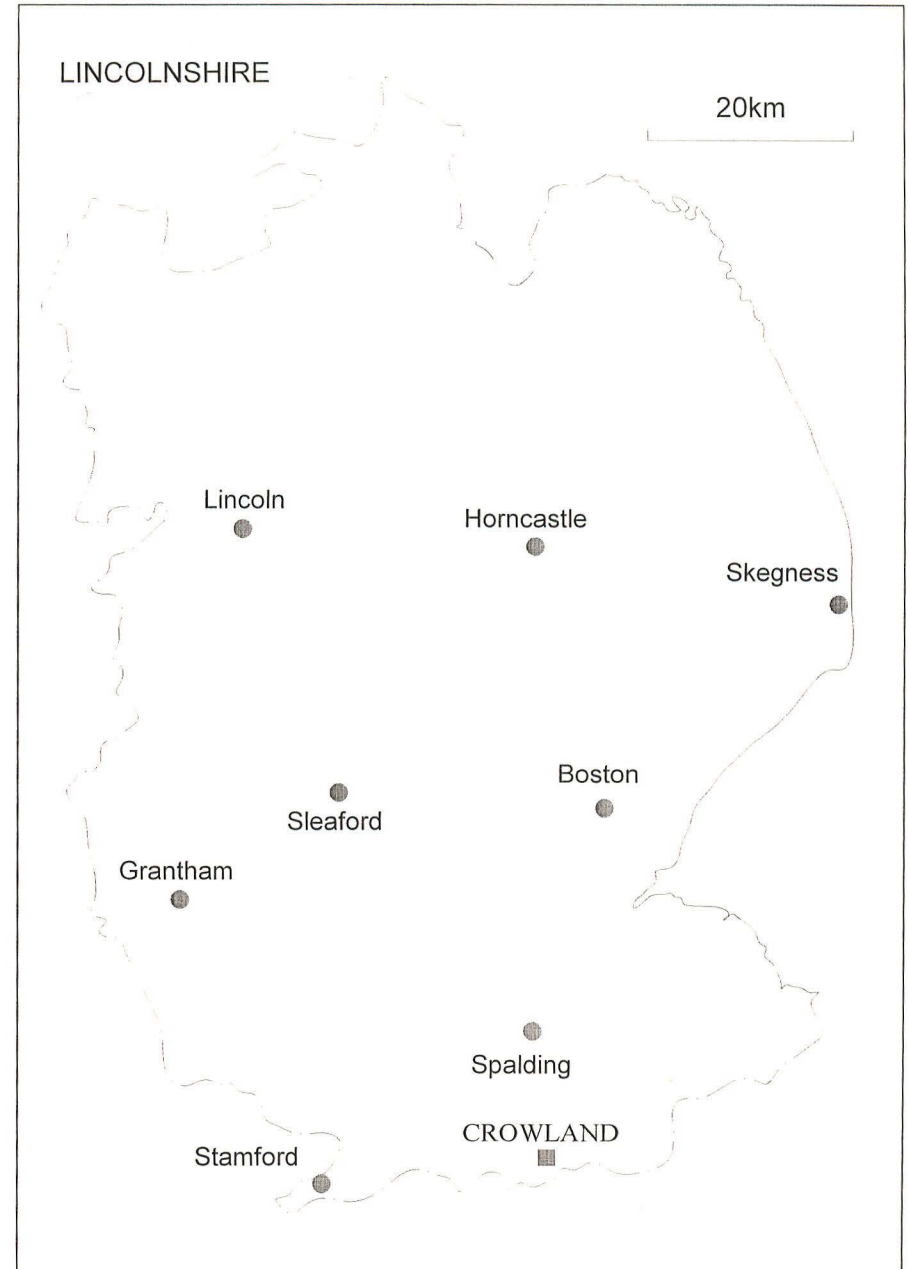 LINCOLNSHIRE
20km
Lincoln
Horncastle
Skegness
Boston
Sleaford
Grantham
Spalding
CROWLAND
Stamford